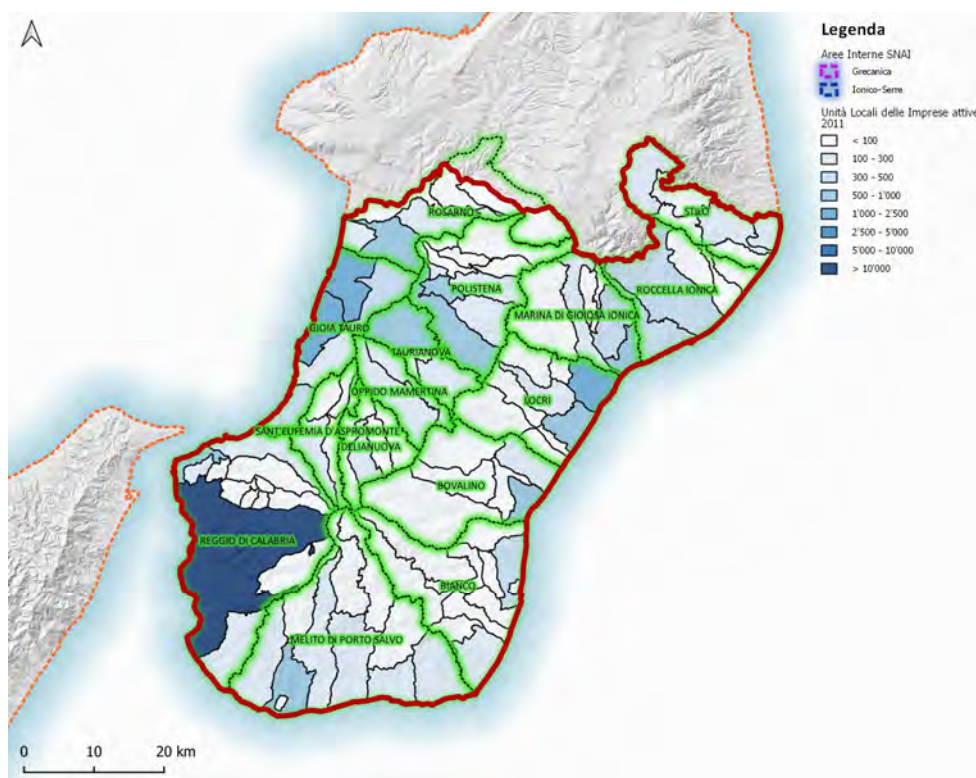 Legenda
Aree Interne SNAI
Grecanica
Ionico-Serre
Unità Locali delle Imprese attive
2011
< 100
100 - 300
300 - 500
500 - 1'000
1'000 - 2'500
2'500 - 5'000
5'000 - 10'000
> 10'000
ROSARNO
STILO
POLISTENA
ROCCELLA IONICA
MARINA DI GIOIOSA IONICA
GIOIA TAURO
TAURIANOVA
OPPIDO MAMERTINA
LOCRI
SANT'EUFEMIA D'ASPROMONTE
DELIANUOVA
BOVALINO
REGGIO DI CALABRIA
BIANCO
MELITO DI PORTO SALVO
0 10 20 km